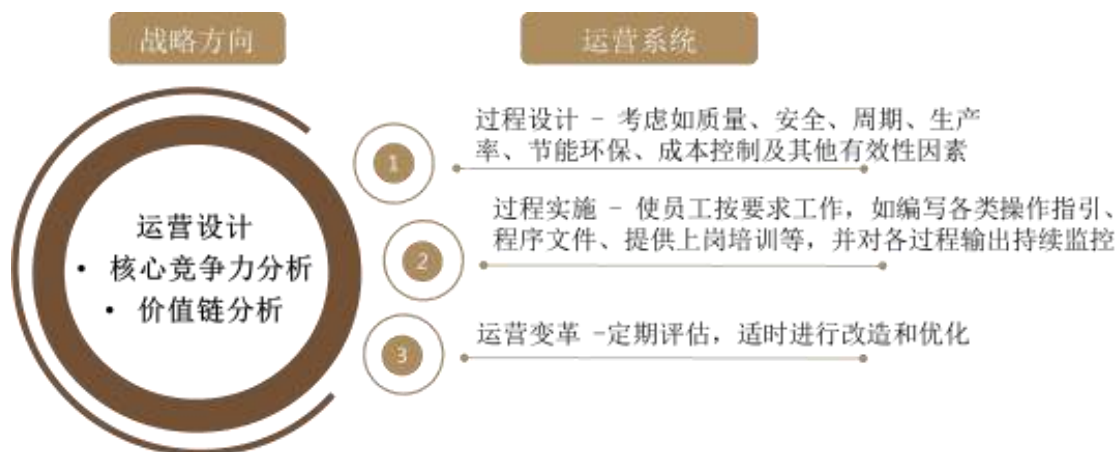 战略方向
运营系统
运营设计
• 核心竞争力分析
• 价值链分析
1
过程设计 - 考虑如质量、安全、周期、生产
率、节能环保、成本控制及其他有效性因素
2
过程实施 - 使员工按要求工作，如编写各类操作指引、
程序文件、提供上岗培训等，并对各过程输出持续监控
3
运营变革 -定期评估，适时进行改造和优化